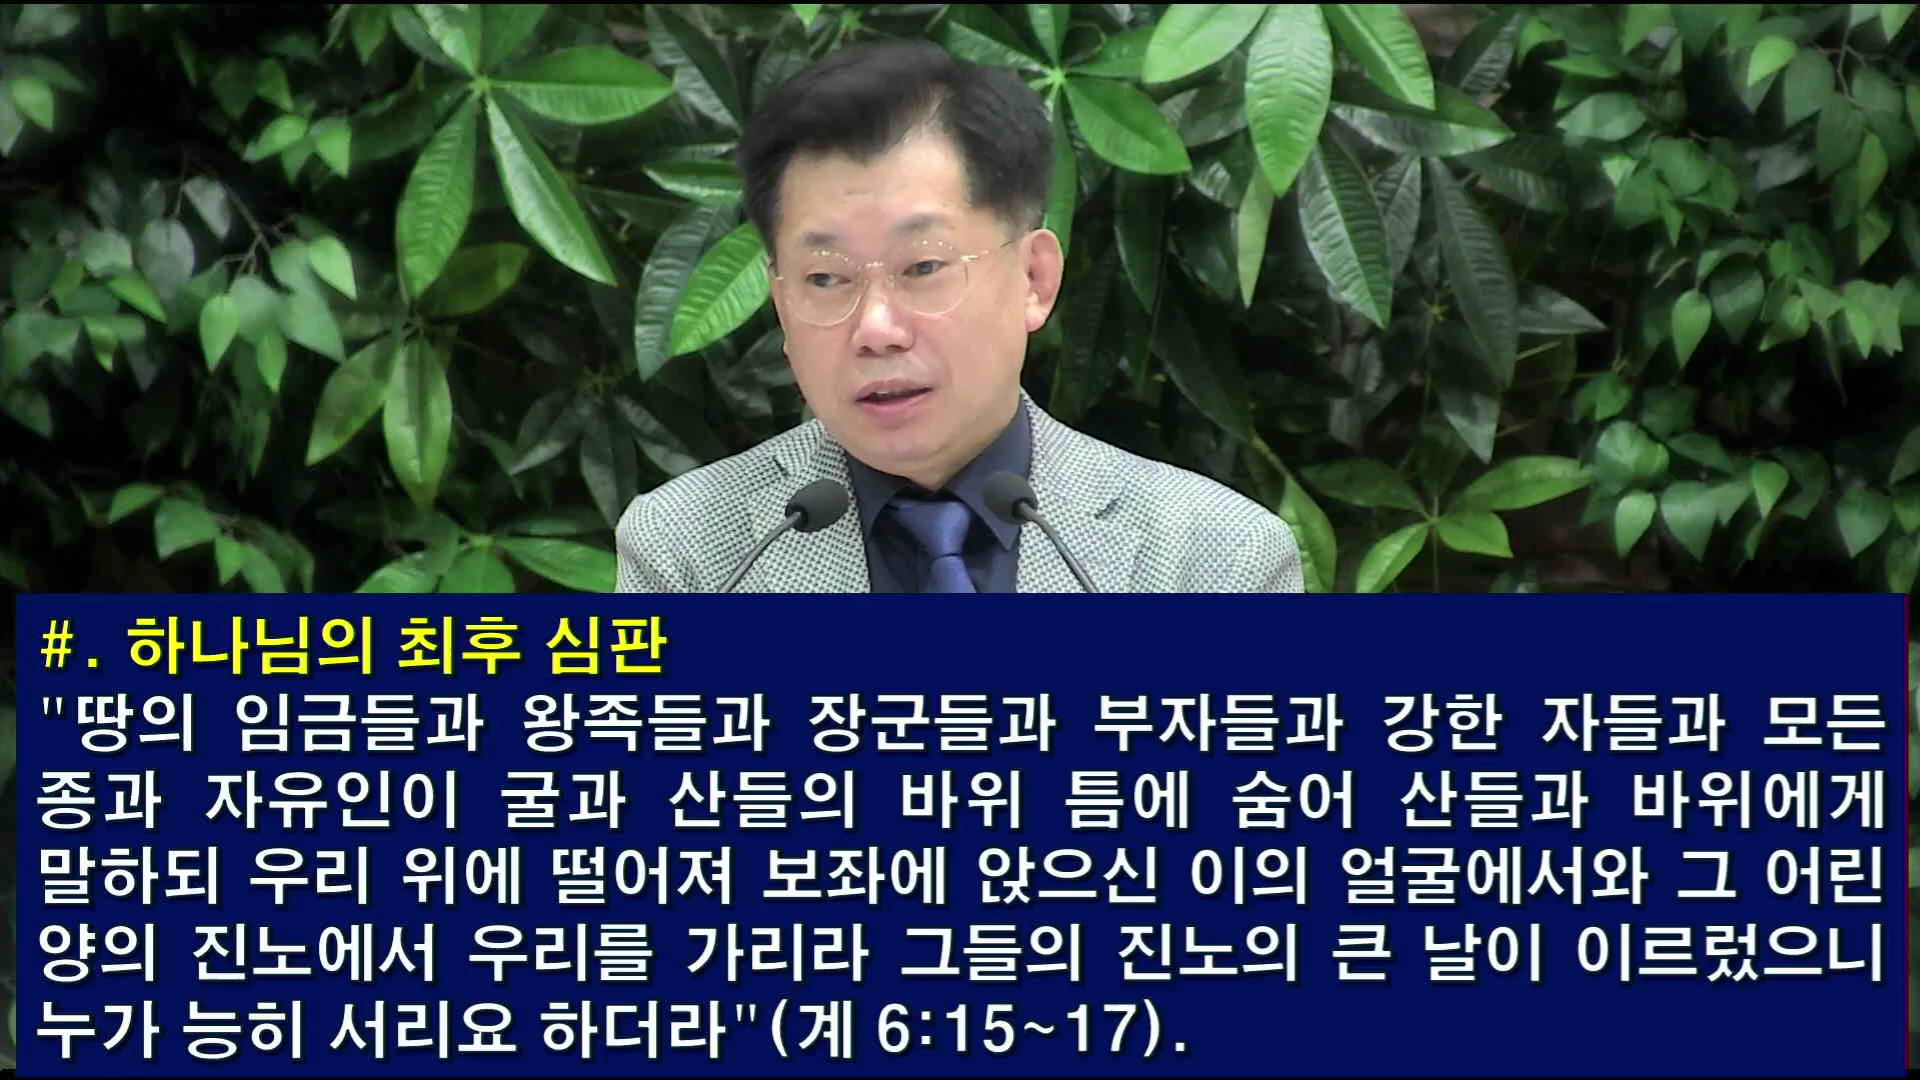 #. 하나님의 최후 심판
"땅의 임금들과 왕족들과 장군들과 부자들과 강한 자들과 모든
종과 자유인이 굴과 산들의 바위 틈에 숨어 산들과 바위에게
말하되 우리 위에 떨어져 보좌에 앉으신 이의 얼굴에서와 그 어린
양의 진노에서 우리를 가리라 그들의 진노의 큰 날이 이르렀으니
누가 능히 서리요 하더라"(계 6:15~17).